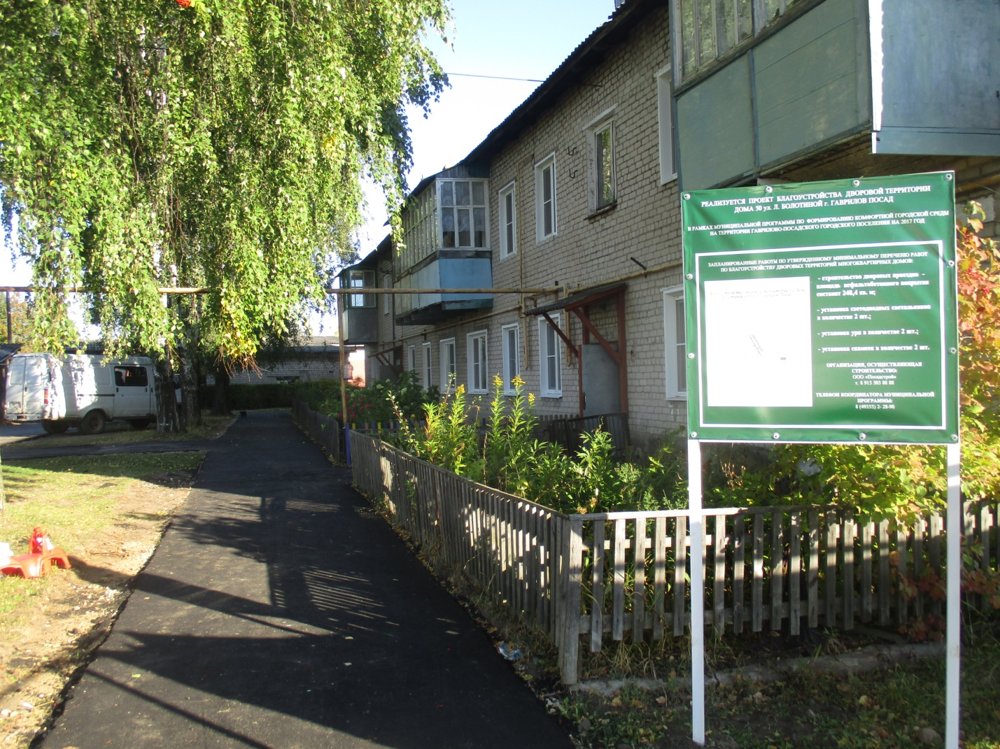 РЕАЛИЗУЕТСЯ ПРОЕКТ БЛАГОУСТРОЙСТВА ДВОРОВОЙ ТЕРРИТОРИИ
ДОМА 50 ул. Л. БОЛОТИНОЙ г. ГАВРИЛОВ ПОСАД
В РАМКАХ МУНИЦИПАЛЬНОЙ ПРОГРАММЫ ПО ФОРМИРОВАНИЮ КОМФОРТНОЙ ГОРОДСКОЙ СРЕДЫ
НА ТЕРРИТОРИИ ГАВРИЛОВО-ПОСАДСКОГО ГОРОДСКОГО ПОСЕЛЕНИЯ НА 2017 ГОД
ЗАПЛАНИРОВАННЫЕ РАБОТЫ ПО УТВЕРЖДЕННОМУ МИНИМАЛЬНОМУ ПЕРЕЧНЮ РАБОТ
ПО БЛАГОУСТРОЙСТВУ ДВОРОВЫХ ТЕРРИТОРИЙ МНОГОКВАРТИРНЫХ ДОМОВ:
- строительство дворовых проездов -
площадь асфальтобетонного покрытия
составит 248,4 кв. м;
- установка светодиодных светильников
в количестве 2 шт.;
- установка урн в количестве 2 шт.;
- установка скамеек в количестве 2 шт.
ОРГАНИЗАЦИЯ, ОСУЩЕСТВЛЯЮЩАЯ
СТРОИТЕЛЬСТВО:
ООО «Посадстрой»
т. 8 915 503 88 88
ТЕЛЕФОН КООРДИНАТОРА МУНИЦИПАЛЬНОЙ
ПРОГРАММЫ:
8 (49355) 2- 28-90